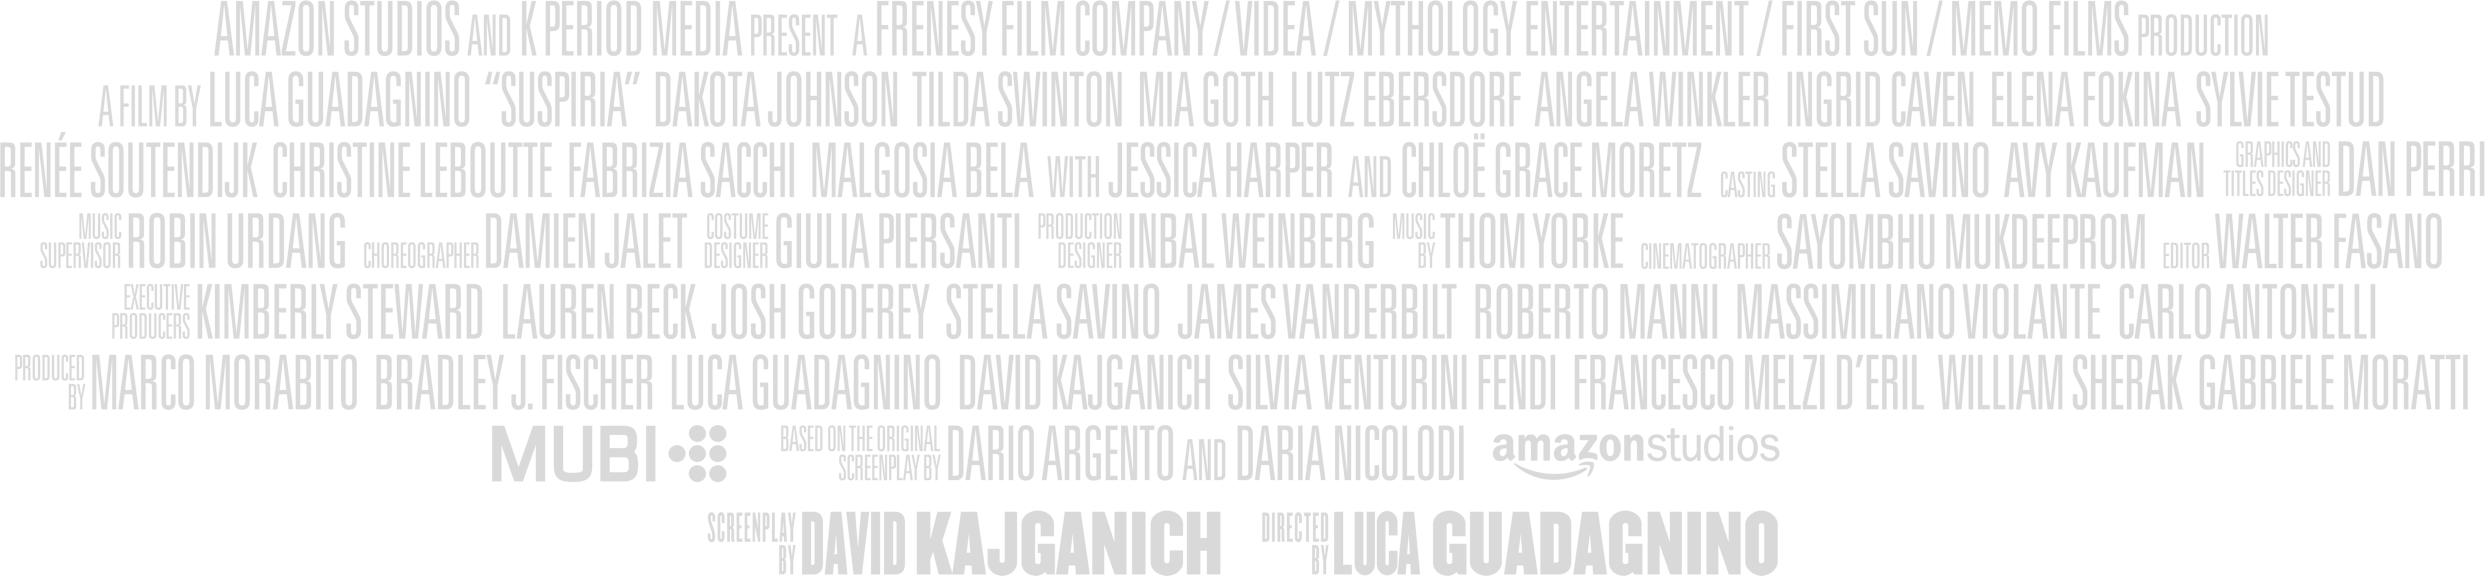 AMAZON STUDIOS AND K PERIOD MEDIA PRESENT A FRENESY FILM COMPANY / VIDEA / MYTHOLOGY ENTERTAINMENT / FIRST SUN / MEMO FILMS PRODUCTION
A FILM BY LUCA GUADAGNINO “SUSPIRIA” DAKOTA JOHNSON TILDA SWINTON MIA GOTH LUTZ EBERSDORF ANGELA WINKLER INGRID CAVEN ELENA FOKINA SYLVIE TESTUD
RENÉE SOUTENDIJK CHRISTINE LEBOUTTE FABRIZIA SACCHI MALGOSIA BELA WITH JESSICA HARPER AND CHLOË GRACE MORETZ CASTING STELLA SAVINO AVY KAUFMAN GRAPHICS AND TITLES DESIGNER DAN PERRI
MUSIC SUPERVISOR ROBIN URDANG CHOREOGRAPHER DAMIEN JALET COSTUME DESIGNER GIULIA PIERSANTI PRODUCTION DESIGNER INBAL WEINBERG MUSIC BY THOM YORKE CINEMATOGRAPHER SAYOMBHU MUKDEEPROM EDITOR WALTER FASANO
EXECUTIVE PRODUCERS KIMBERLY STEWARD LAUREN BECK JOSH GODFREY STELLA SAVINO JAMES VANDERBILT ROBERTO MANNI MASSIMILIANO VIOLANTE CARLO ANTONELLI
PRODUCED BY MARCO MORABITO BRADLEY J. FISCHER LUCA GUADAGNINO DAVID KAJGANICH SILVIA VENTURINI FENDI FRANCESCO MELZI D’ERIL WILLIAM SHERAK GABRIELE MORATTI
MUBI BASED ON THE ORIGINAL SCREENPLAY BY DARIO ARGENTO AND DARIA NICOLODI amazonstudios
SCREENPLAY BY DAVID KAJGANICH DIRECTED BY LUCA GUADAGNINO